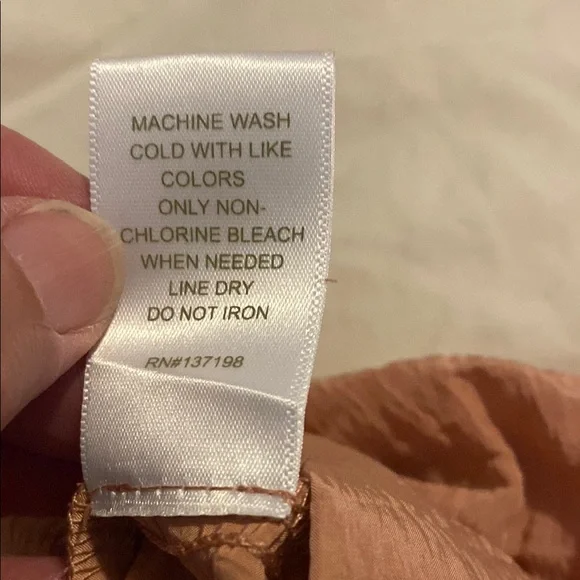 MACHINE WASH
COLD WITH LIKE
COLORS
ONLY NON-
CHLORINE BLEACH
WHEN NEEDED
LINE DRY
DO NOT IRON
RN#137198